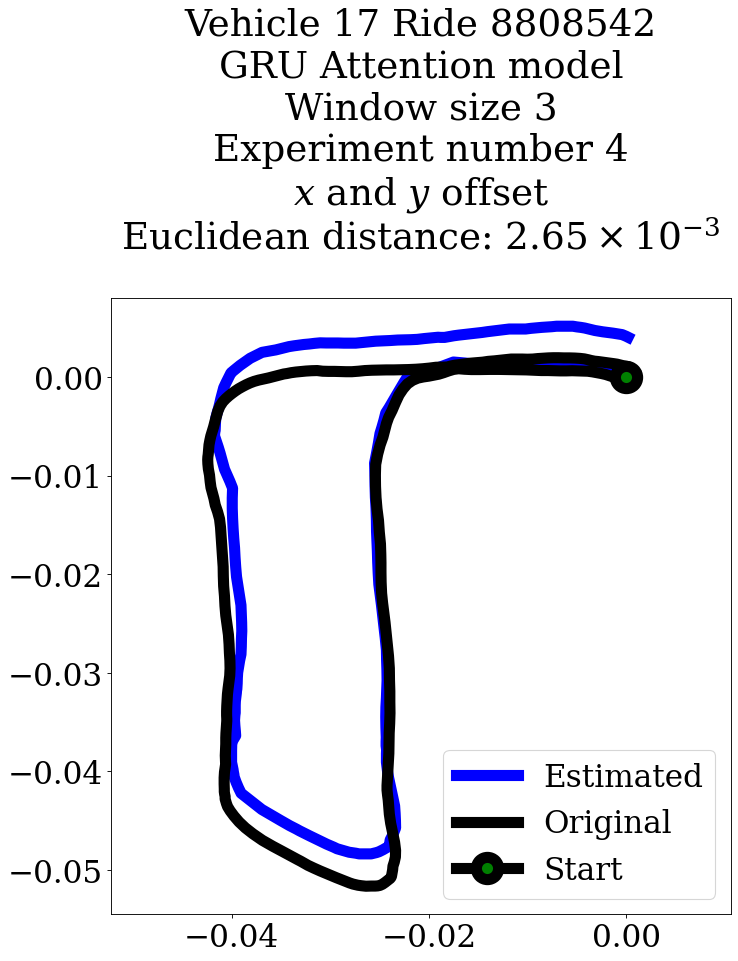 Vehicle 17 Ride 8808542
GRU Attention model
Window size 3
Experiment number 4
x and y offset
Euclidean distance: 2.65 × 10⁻³
0.00
−0.01
−0.02
−0.03
−0.04
−0.05
Estimated
Original
Start
−0.04
−0.02
0.00